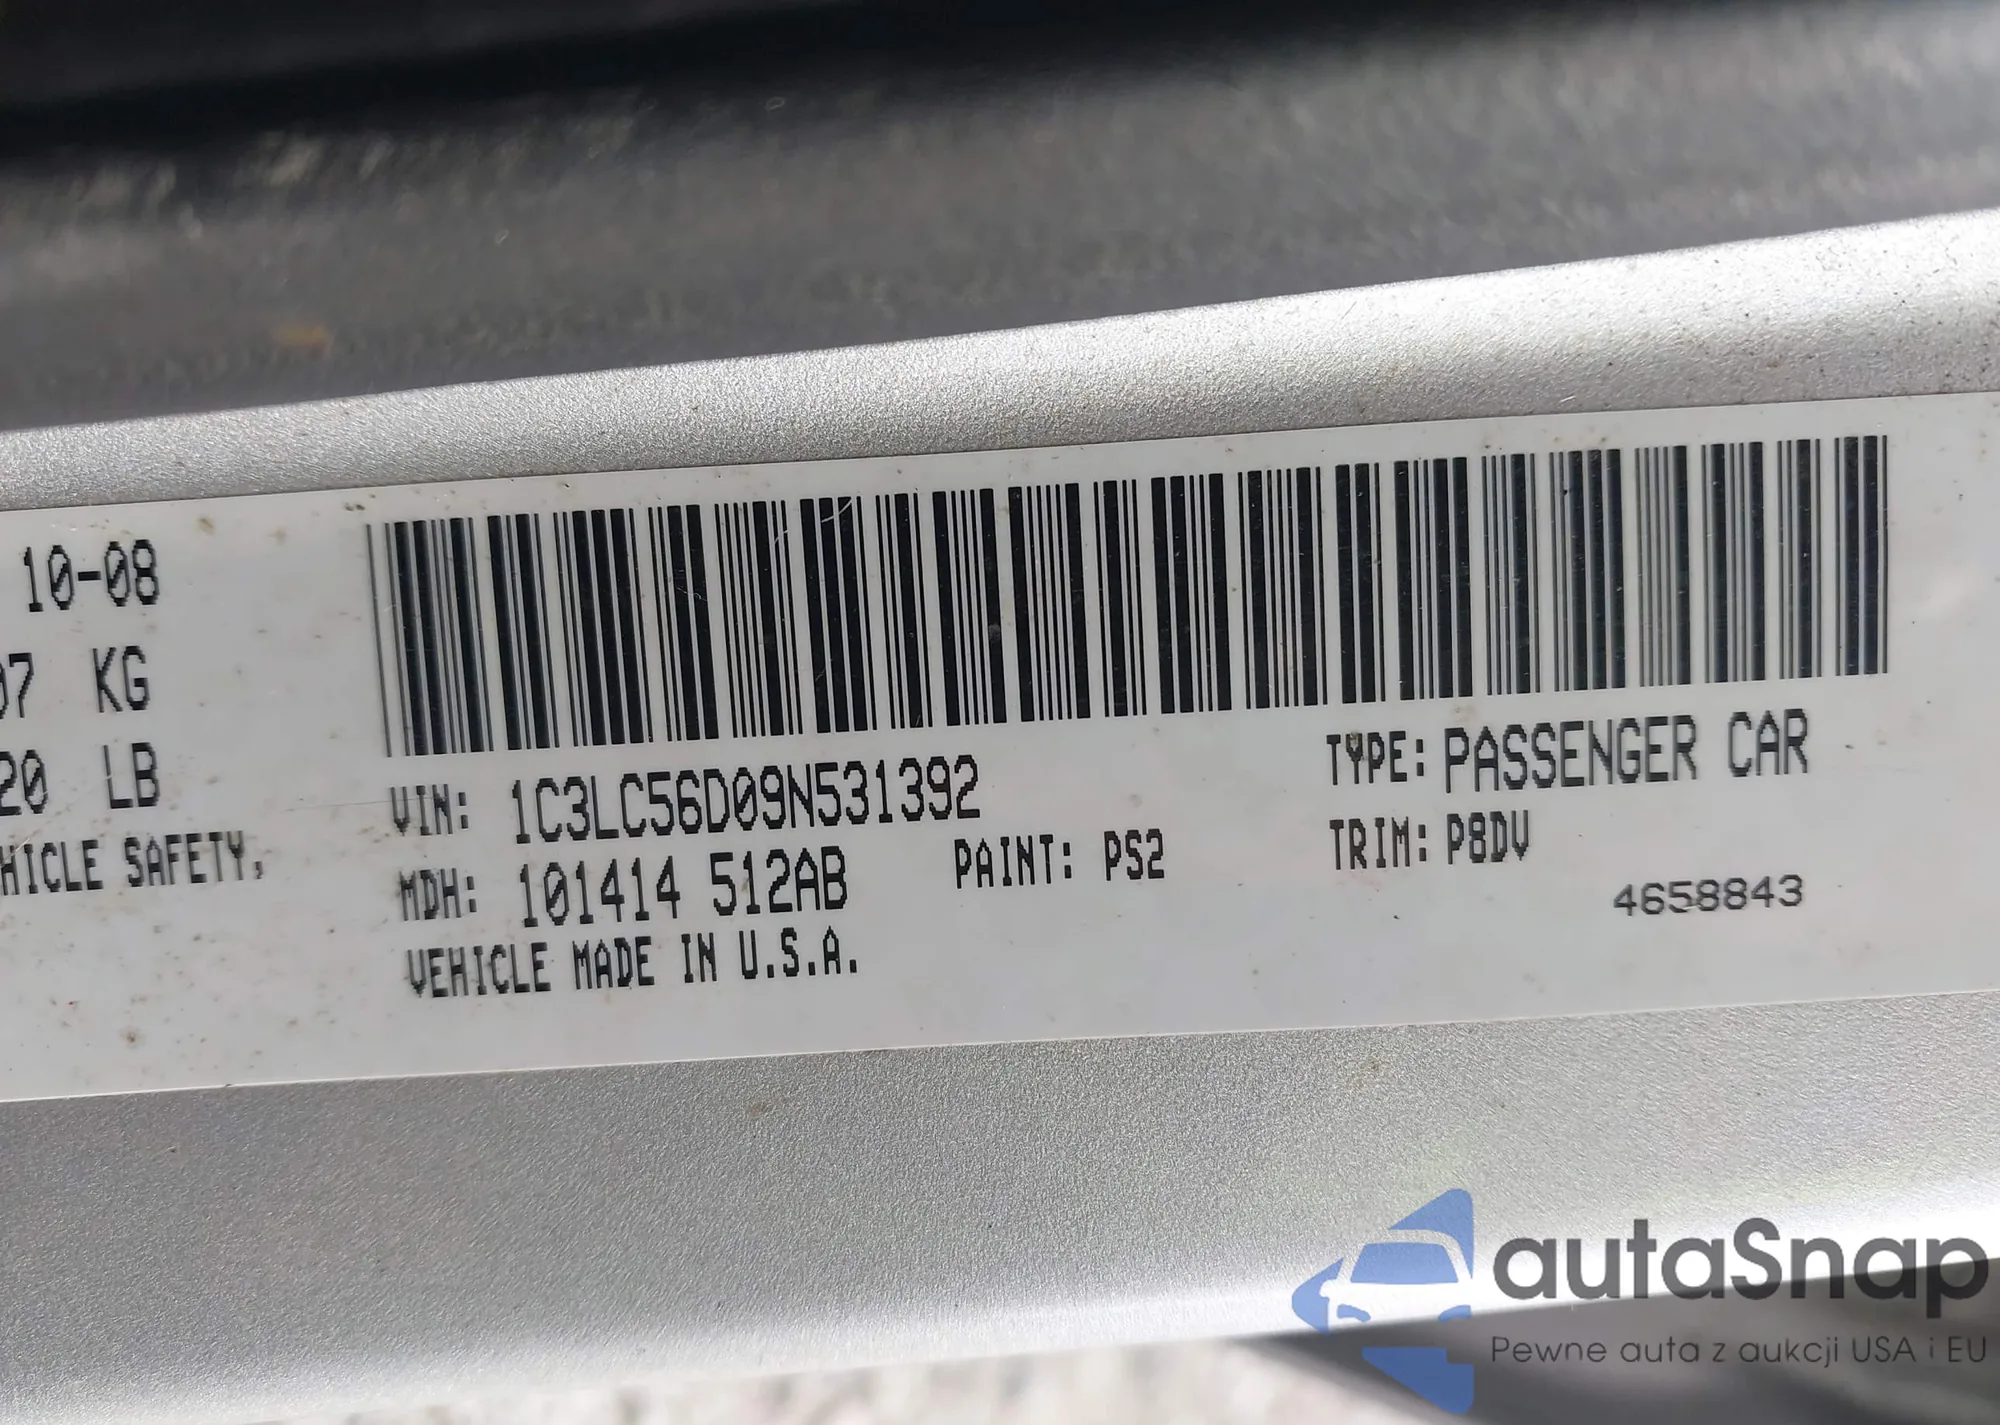 10-08
07 KG
20 LB
HICLE SAFETY,
VIN: 1C3LC56D09N531392
TYPE: PASSENGER CAR
MDH: 101414 512AB
PAINT: PS2
TRIM: P8DV
VEHICLE MADE IN U.S.A.
4658843
autaSnap
Pewne auta z aukcji USA i EU